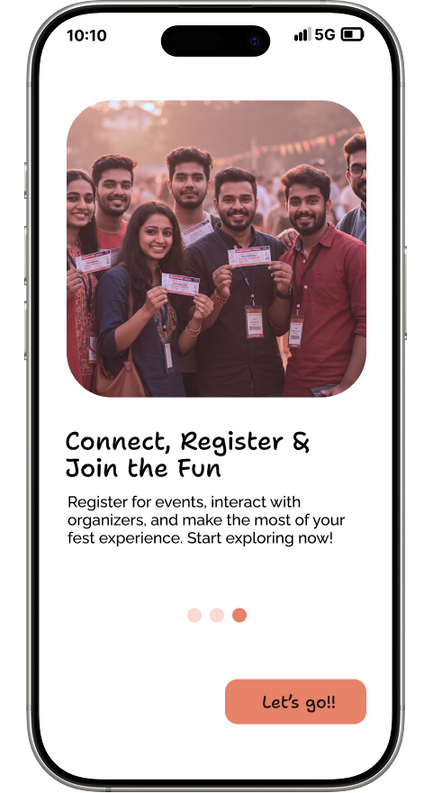 10:10
5G
Connect, Register &
Join the Fun
Register for events, interact with
organizers, and make the most of your
fest experience. Start exploring now!
Let's go!!